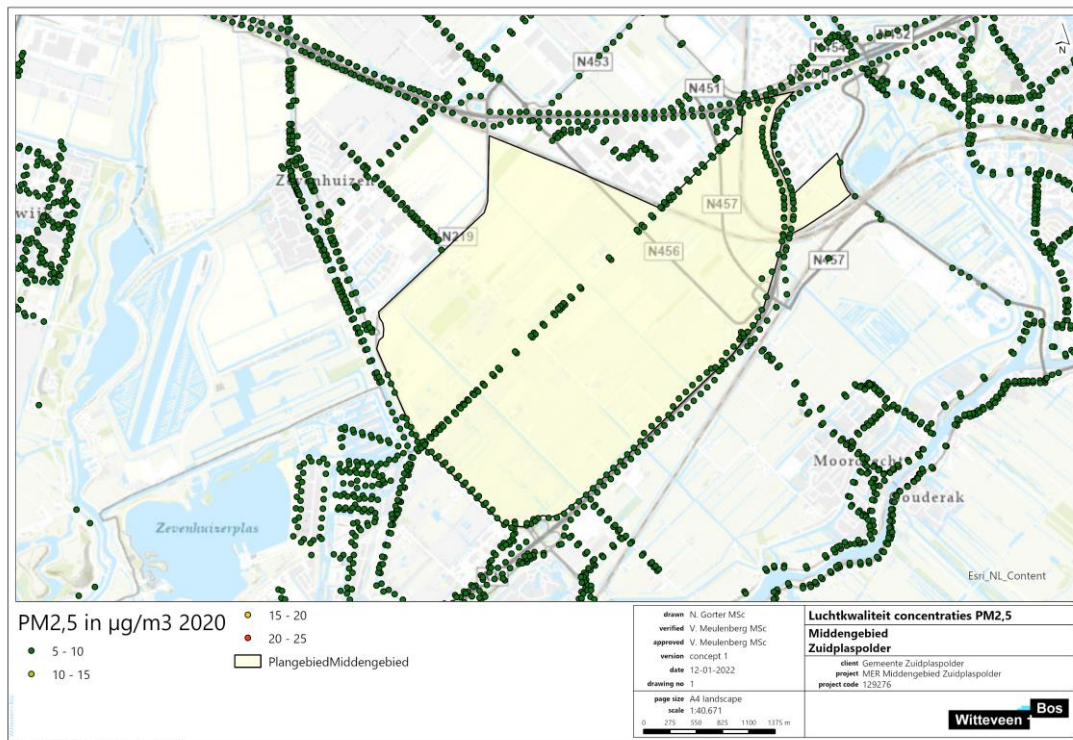 N452
N454
N453
N451
Zevenhuizen
wijk
N219
N457
N456
N457
Moordrecht
Gouderak
Zevenhuizerplas
Esri_NL_Content
N
PM2,5 in µg/m3 2020
5 - 10
10 - 15
15 - 20
20 - 25
PlangebiedMiddengebied
drawn N. Gorter MSc
verified V. Meulenberg MSc
approved V. Meulenberg MSc
version concept 1
date 12-01-2022
drawing no 1
page size A4 landscape
scale 1:40.671
0 275 550 825 1100 1375 m
Luchtkwaliteit concentraties PM2,5
Middengebied
Zuidplaspolder
client Gemeente Zuidplaspolder
project MER Middengebied Zuidplaspolder
project code 129276
Witteveen + Bos